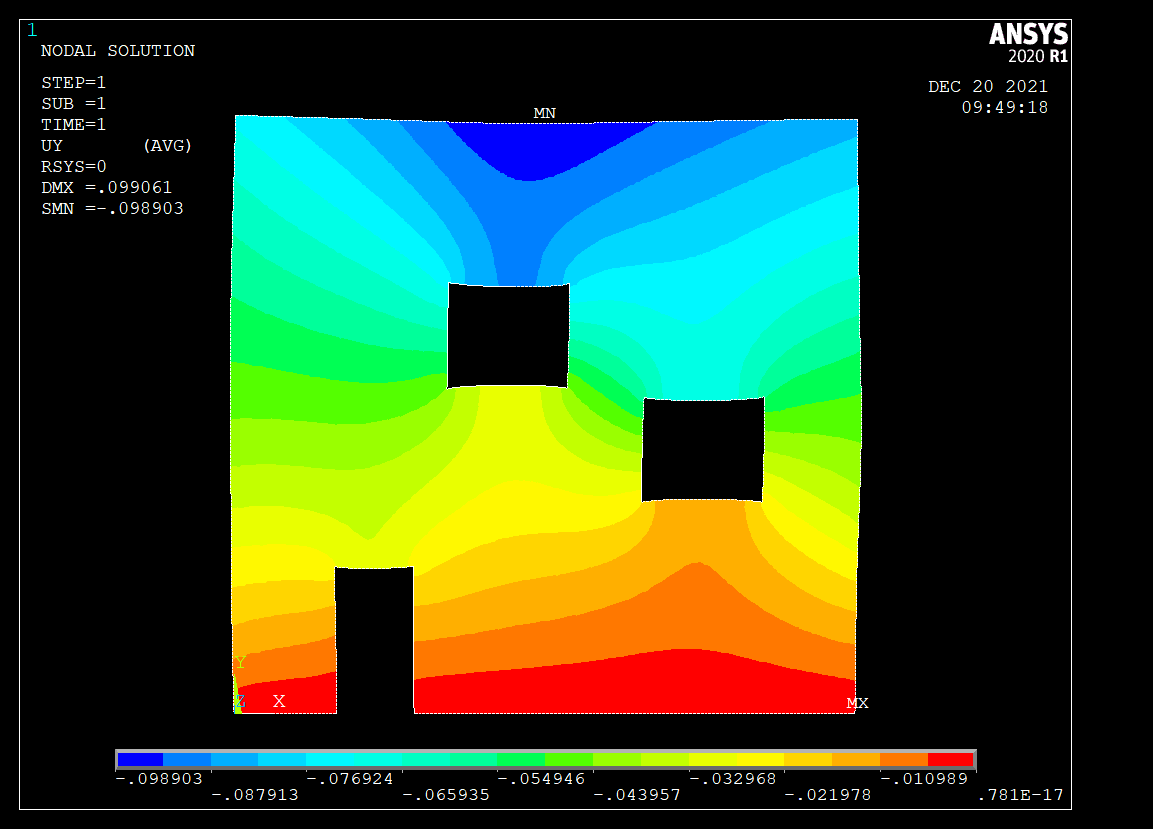 1
NODAL SOLUTION
STEP=1
SUB =1
TIME=1
UY (AVG)
RSYS=0
DMX =.099061
SMN =-.098903
ANSYS
2020 R1
DEC 20 2021
09:49:18
MN
Y
Z X
MX
-.098903 -.076924 -.054946 -.032968 -.010989
-.087913 -.065935 -.043957 -.021978 .781E-17